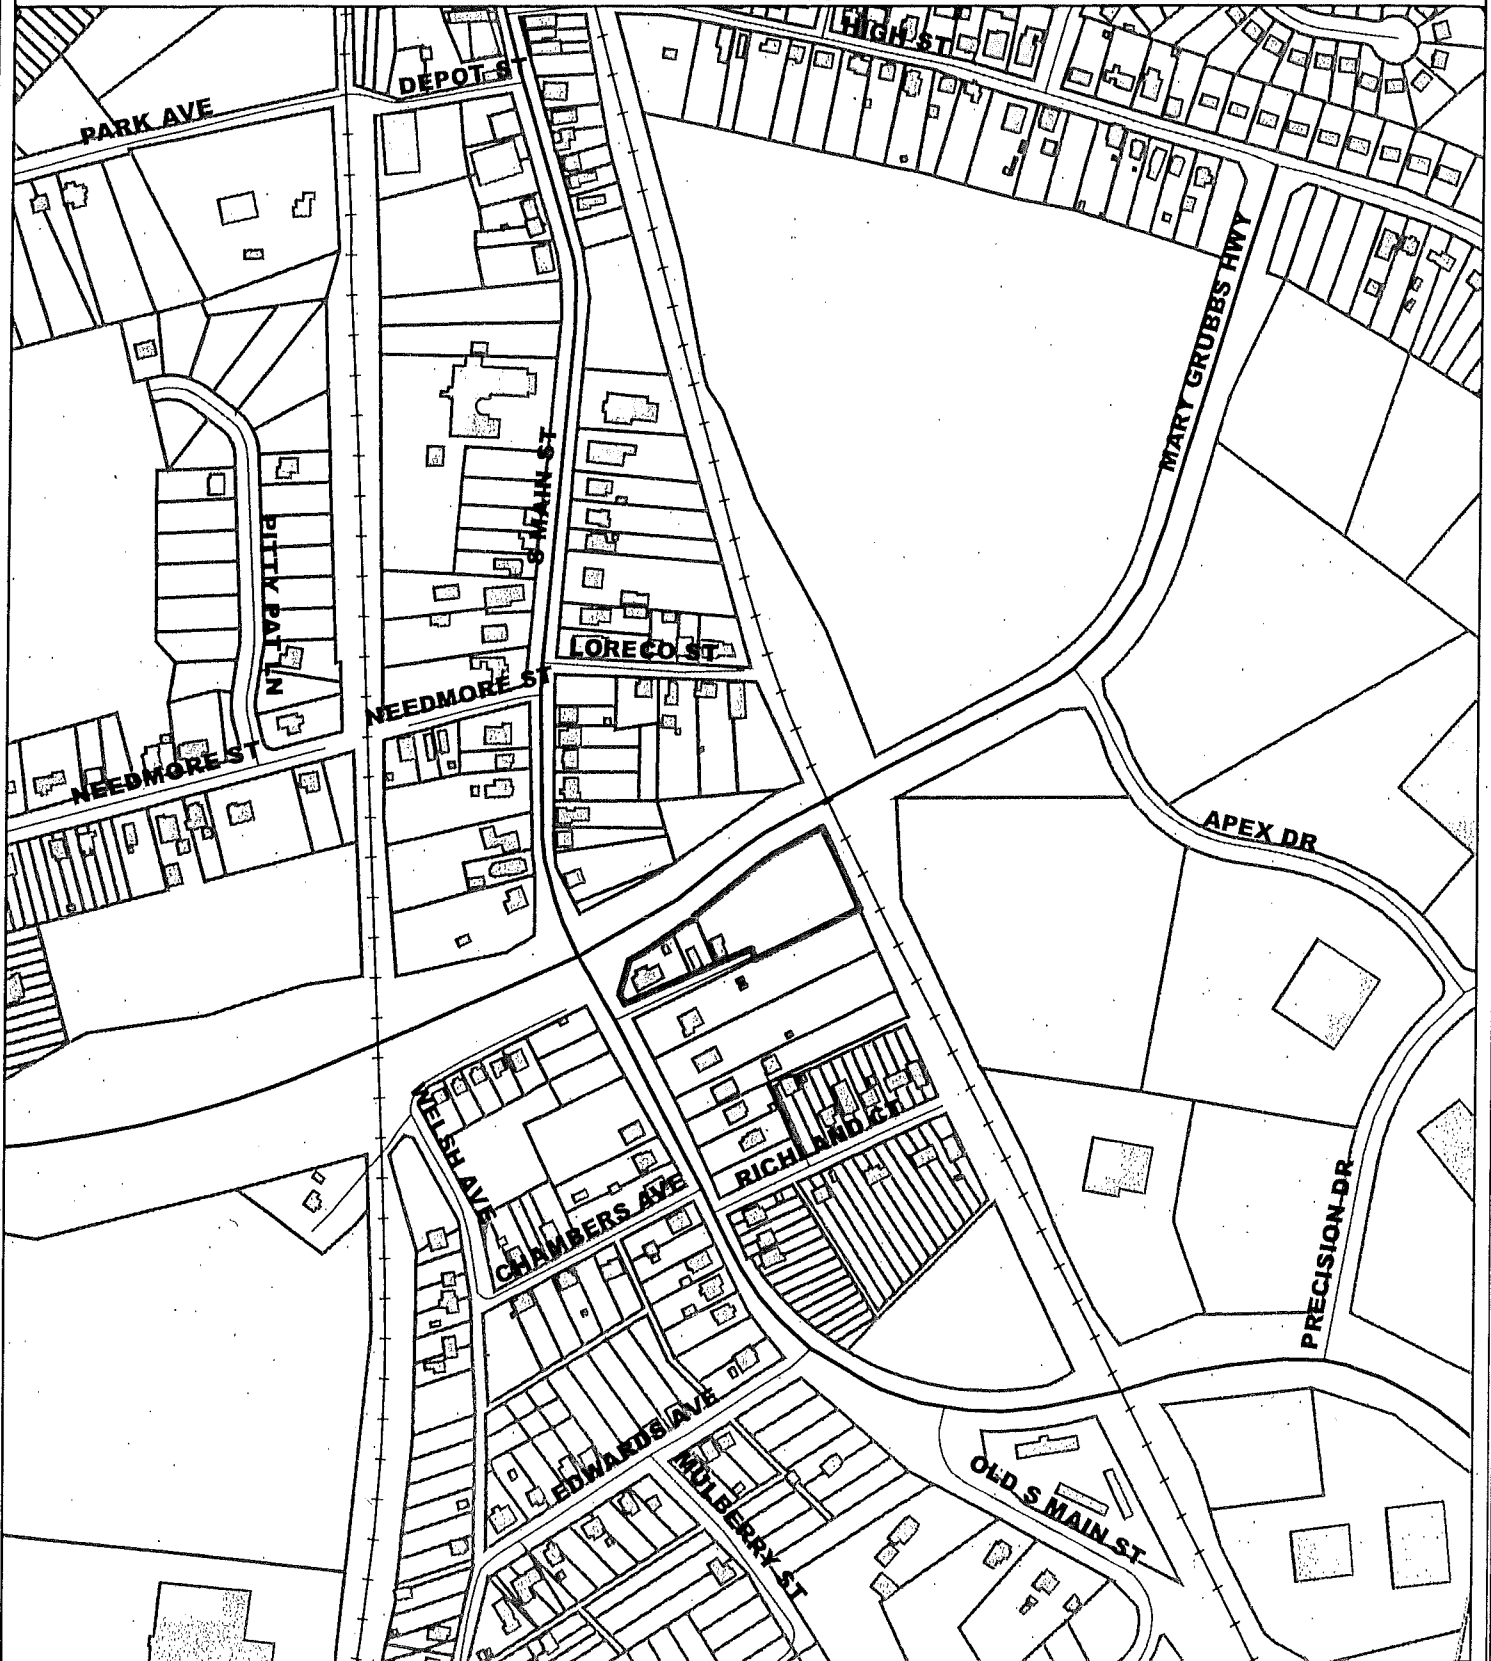 HIGH ST
DEPOT ST
PARK AVE
MARY GRUBBS HWY
S MAIN ST
PITTY PAT LN
LORECO ST
NEEDMORE ST
NEEDMORE ST
APEX DR
WELSH AVE
RICHLAND CT
CHAMBERS AVE
PRECISION DR
EDWARDS AVE
MULBERRY ST
OLD S MAIN ST